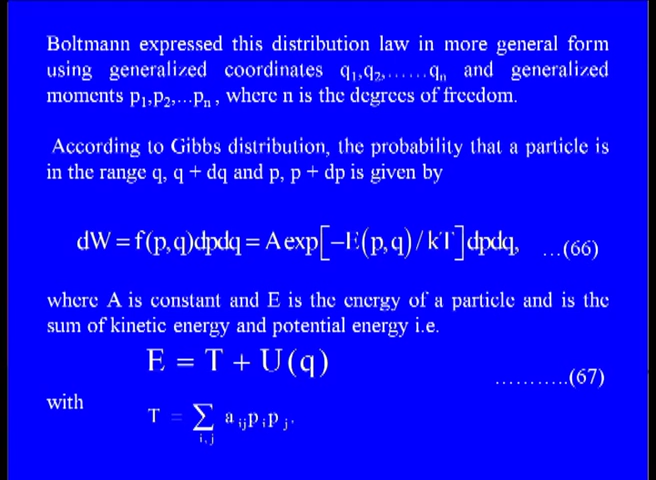 Boltmann expressed this distribution law in more general form
using generalized coordinates q₁,q₂,......qₙ and generalized
moments p₁,p₂,...pₙ, where n is the degrees of freedom.
According to Gibbs distribution, the probability that a particle is
in the range q, q + dq and p, p + dp is given by
dW = f(p,q)dpdq = A exp[−E(p,q)/kT]dpdq, ...(66)
where A is constant and E is the energy of a particle and is the
sum of kinetic energy and potential energy i.e.
E = T + U(q) ...........(67)
with
T = ∑ a ᵢⱼpᵢp ⱼ.
i, j